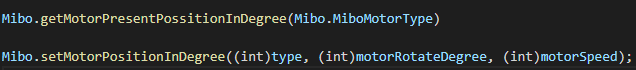 Mibo.getMotorPresentPossitionInDegree(Mibo.MiboMotorType)
Mibo.setMotorPositionInDegree((int)type, (int)motorRotateDegree, (int)motorSpeed);